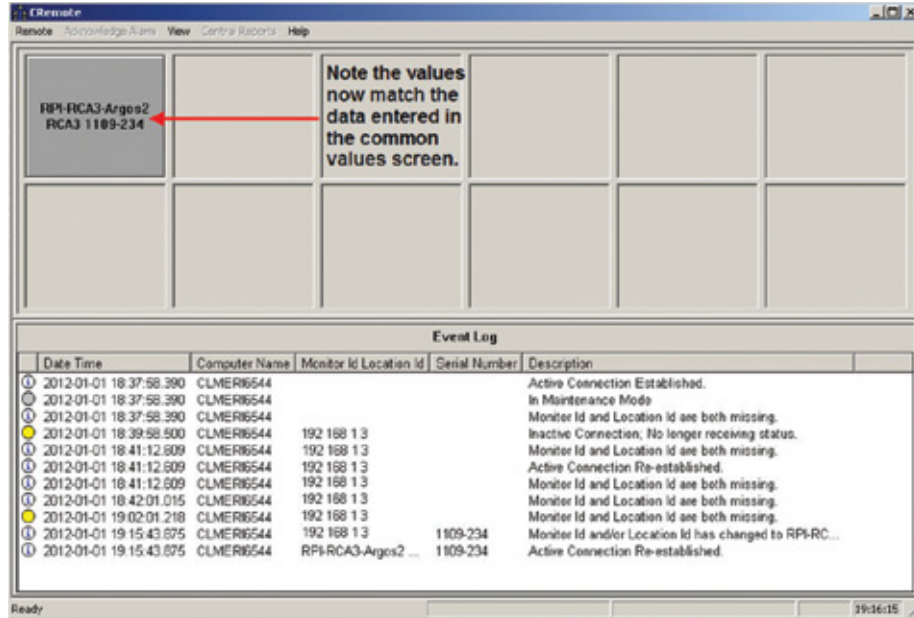 CRemote
Remote Acknowledge Alarm View Central Reports Help
RPI-RCA3-Argos2
RCA3 1109-234
Note the values
now match the
data entered in
the common
values screen.
Event Log
Date Time Computer Name Monitor Id Location Id Serial Number Description
2012-01-01 18:37:58.390 CLMERI6544 Active Connection Established.
2012-01-01 18:37:58.390 CLMERI6544 In Maintenance Mode
2012-01-01 18:37:58.390 CLMERI6544 Monitor Id and Location Id are both missing.
2012-01-01 18:39:58.500 CLMERI6544 192 168 1 3 Inactive Connection; No longer receiving status.
2012-01-01 18:41:12.609 CLMERI6544 192 168 1 3 Monitor Id and Location Id are both missing.
2012-01-01 18:41:12.609 CLMERI6544 192 168 1 3 Active Connection Re-established.
2012-01-01 18:41:12.609 CLMERI6544 192 168 1 3 Monitor Id and Location Id are both missing.
2012-01-01 18:42:01.015 CLMERI6544 192 168 1 3 Monitor Id and Location Id are both missing.
2012-01-01 19:02:01.218 CLMERI6544 192 168 1 3 Monitor Id and Location Id are both missing.
2012-01-01 19:15:43.875 CLMERI6544 192 168 1 3 1109-234 Monitor Id and/or Location Id has changed to RPI-RC...
2012-01-01 19:15:43.875 CLMERI6544 RPI-RCA3-Argos2 ... 1109-234 Active Connection Re-established.
Ready 19:16:15